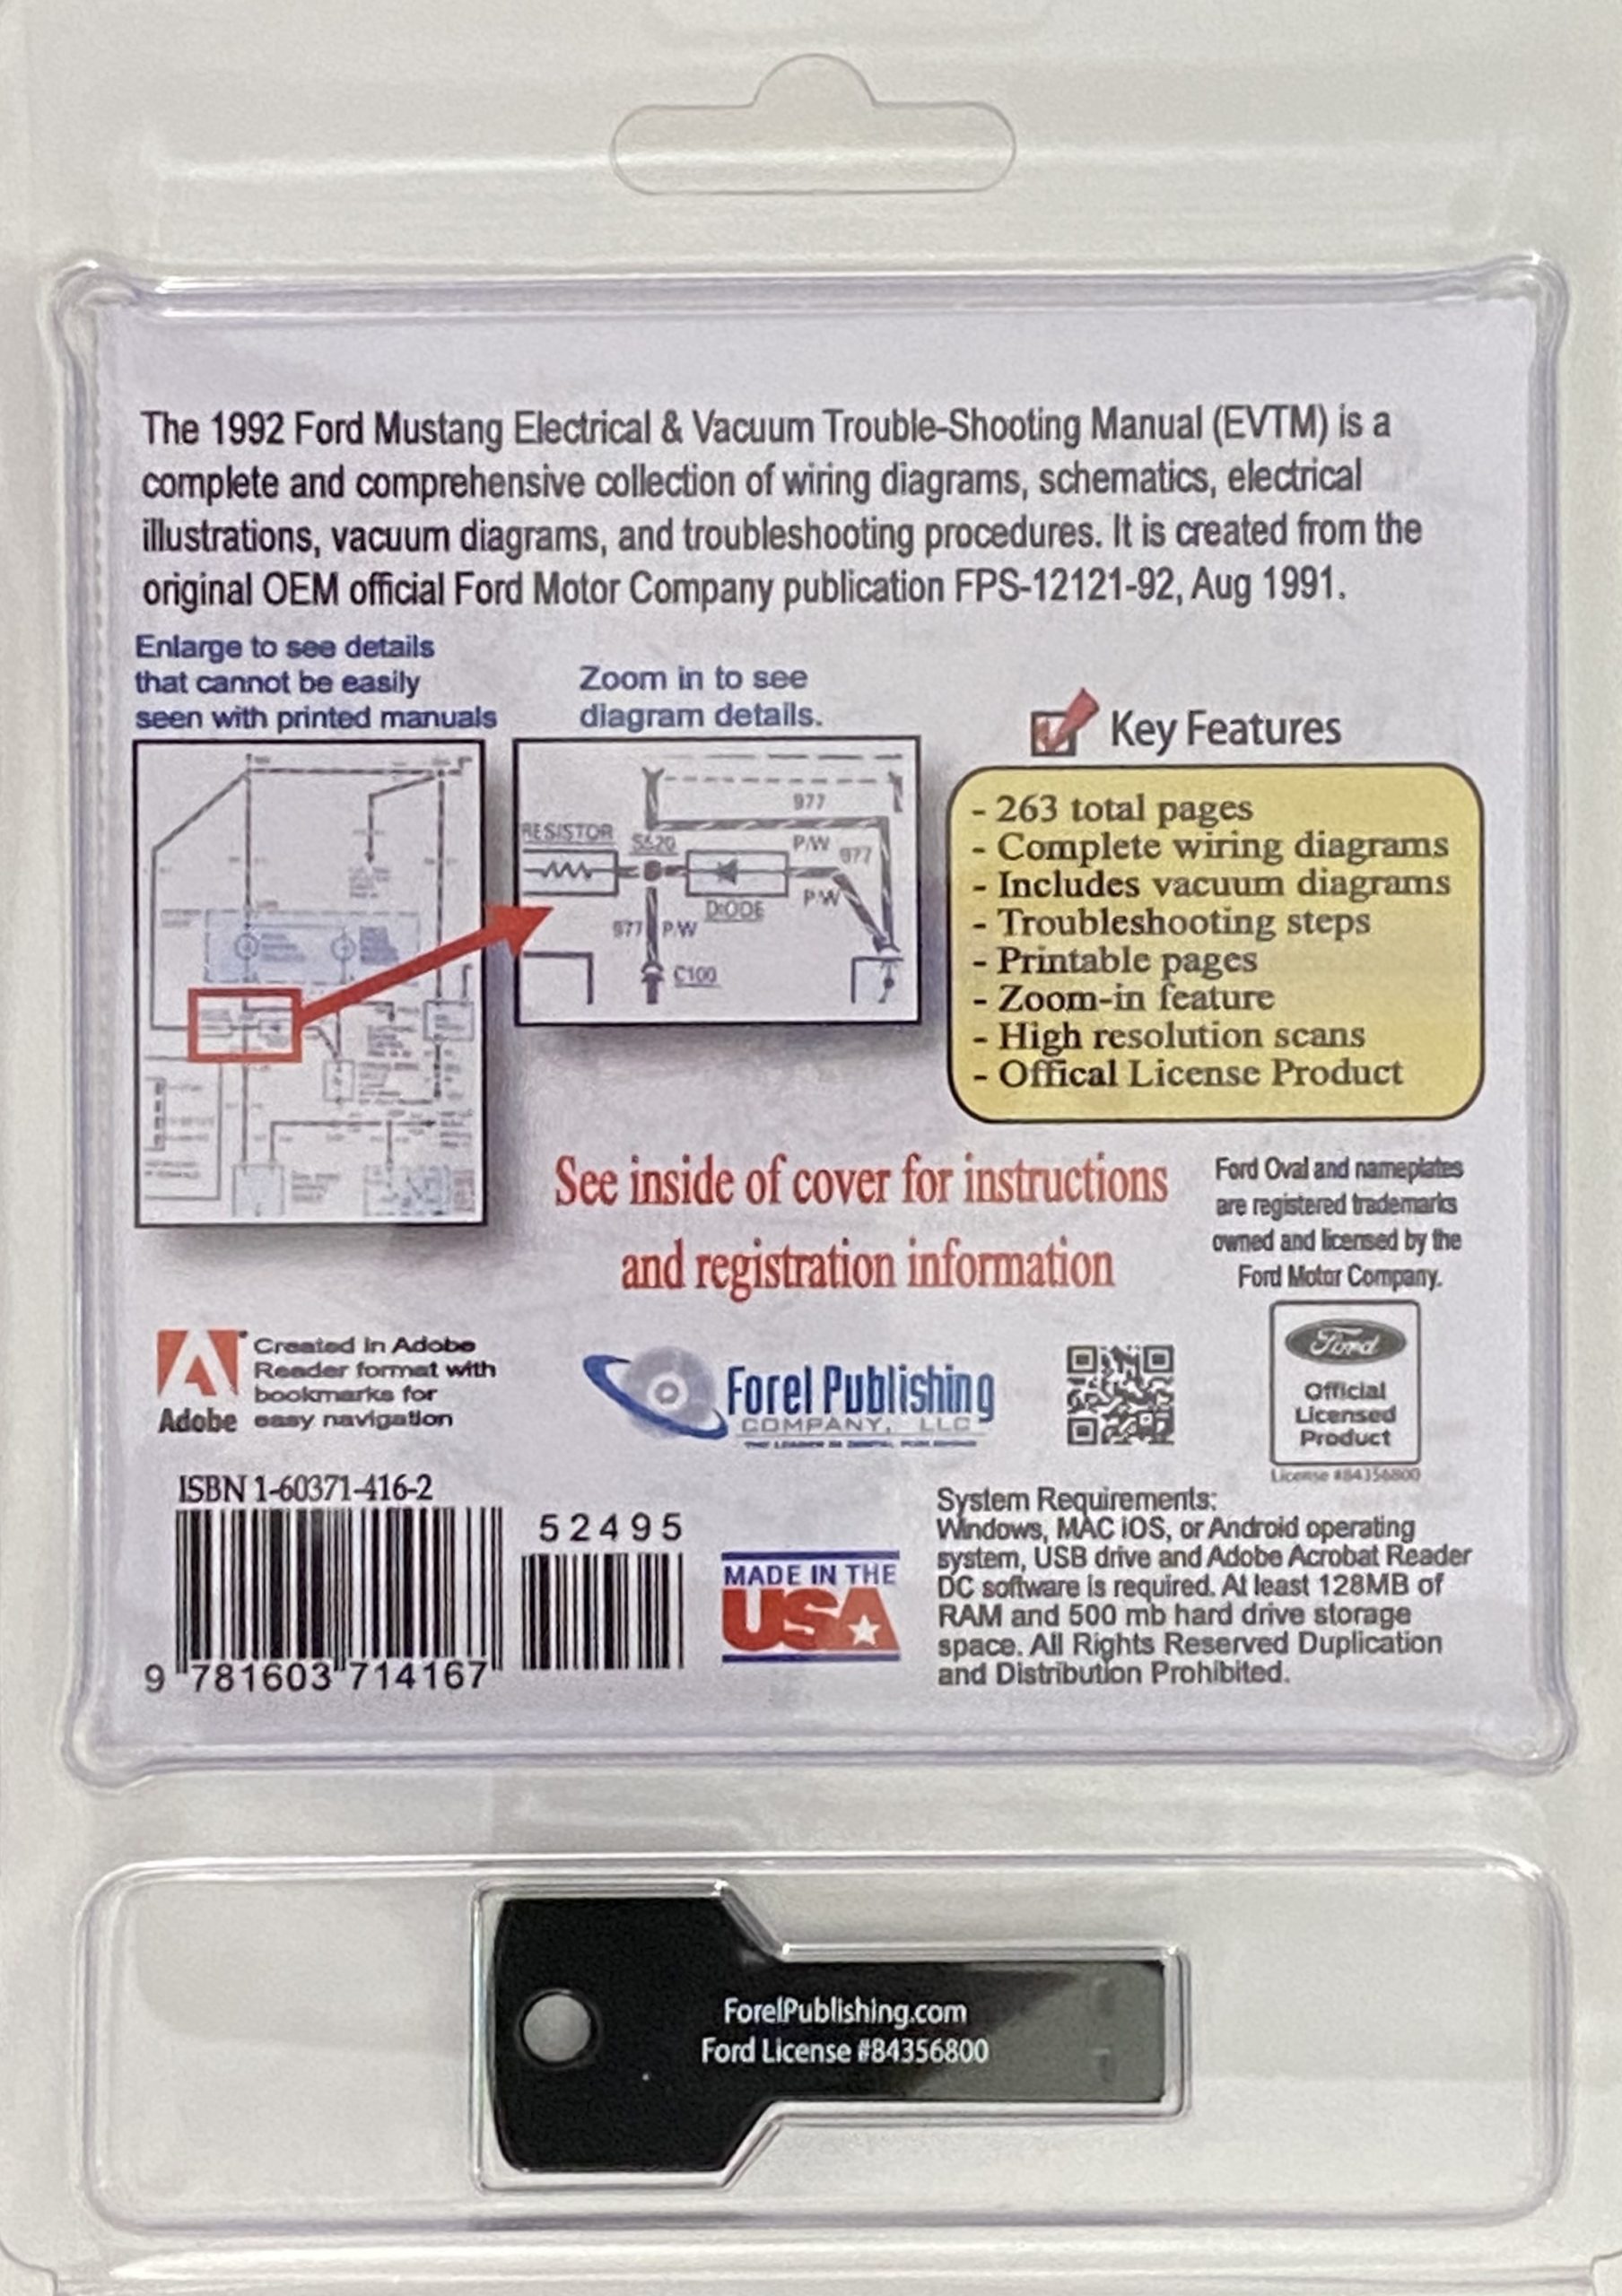 The 1992 Ford Mustang Electrical & Vacuum Trouble-Shooting Manual (EVTM) is a
complete and comprehensive collection of wiring diagrams, schematics, electrical
illustrations, vacuum diagrams, and troubleshooting procedures. It is created from the
original OEM official Ford Motor Company publication FPS-12121-92, Aug 1991.
Enlarge to see details
that cannot be easily
seen with printed manuals
Zoom in to see
diagram details.
977
RESISTOR
S520
P/W
977
P/W
DIODE
977
P/W
C100
Key Features
- 263 total pages
- Complete wiring diagrams
- Includes vacuum diagrams
- Troubleshooting steps
- Printable pages
- Zoom-in feature
- High resolution scans
- Offical License Product
See inside of cover for instructions
and registration information
Ford Oval and nameplates
are registered trademarks
owned and licensed by the
Ford Motor Company.
Adobe
Created in Adobe
Reader format with
bookmarks for
easy navigation
Forel Publishing
COMPANY, LLC
THE LEADER IN DIGITAL PUBLISHING
Ford
Official
Licensed
Product
License #84356800
ISBN 1-60371-416-2
52495
9 781603 714167
MADE IN THE
USA
System Requirements:
Windows, MAC iOS, or Android operating
system, USB drive and Adobe Acrobat Reader
DC software is required. At least 128MB of
RAM and 500 mb hard drive storage
space. All Rights Reserved Duplication
and Distribution Prohibited.
ForelPublishing.com
Ford License #84356800